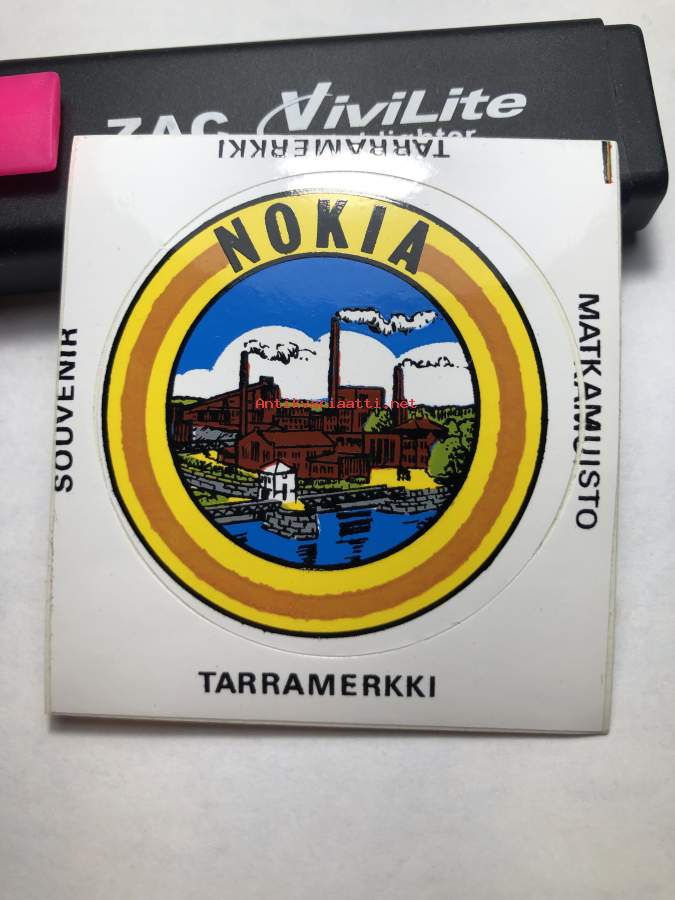 ZAC ViviLite
TARRAMERKKI
NOKIA
SOUVENIR
MATKAMUISTO
Antikvariaatti.net
TARRAMERKKI